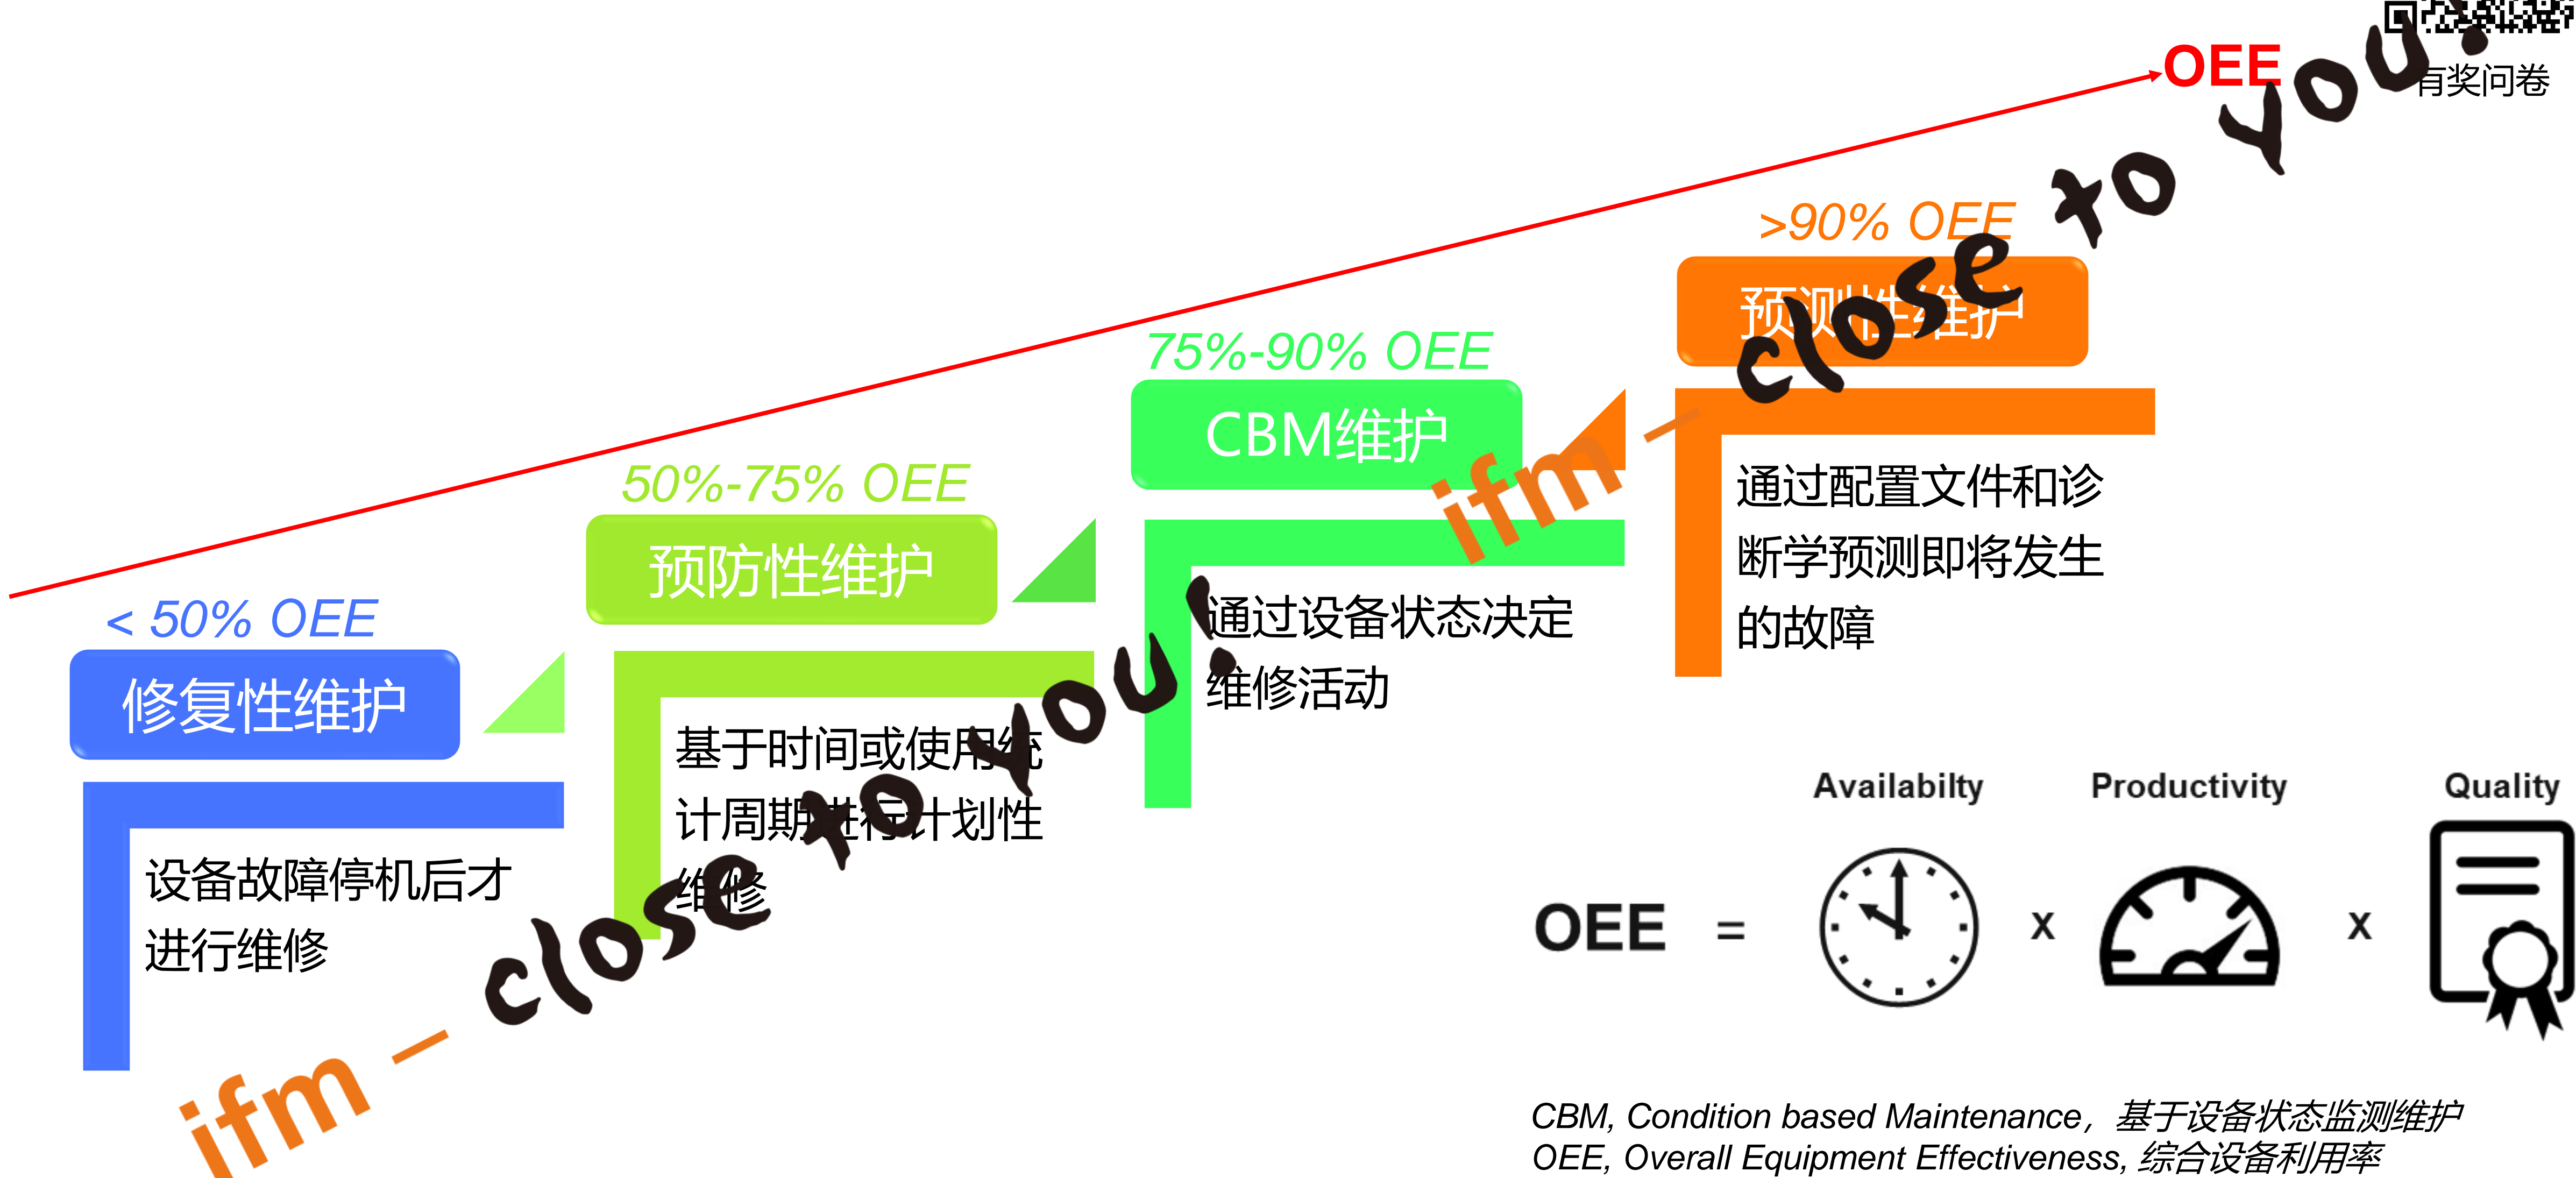 OEE
有奖问卷
>90% OEE
预测性维护
75%-90% OEE
CBM维护
50%-75% OEE
预防性维护
< 50% OEE
修复性维护
通过配置文件和诊
断学预测即将发生
的故障
通过设备状态决定
维修活动
基于时间或使用统
计周期进行计划性
维修
设备故障停机后才
进行维修
ifm – close to you!
ifm – close to you!
Availabilty
Productivity
Quality
OEE = x x
CBM, Condition based Maintenance，基于设备状态监测维护
OEE, Overall Equipment Effectiveness, 综合设备利用率